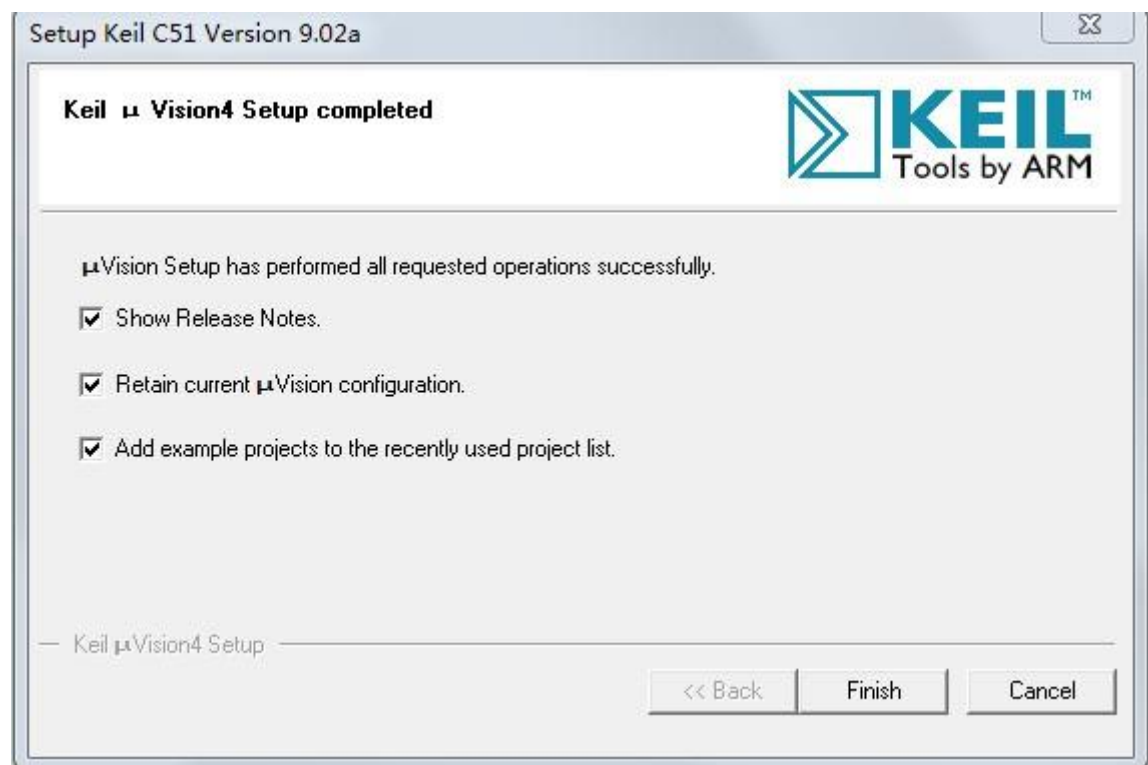 Setup Keil C51 Version 9.02a
Keil μ Vision4 Setup completed
KEIL™
Tools by ARM
μVision Setup has performed all requested operations successfully.
Show Release Notes.
Retain current μVision configuration.
Add example projects to the recently used project list.
Keil μVision4 Setup
<< Back
Finish
Cancel